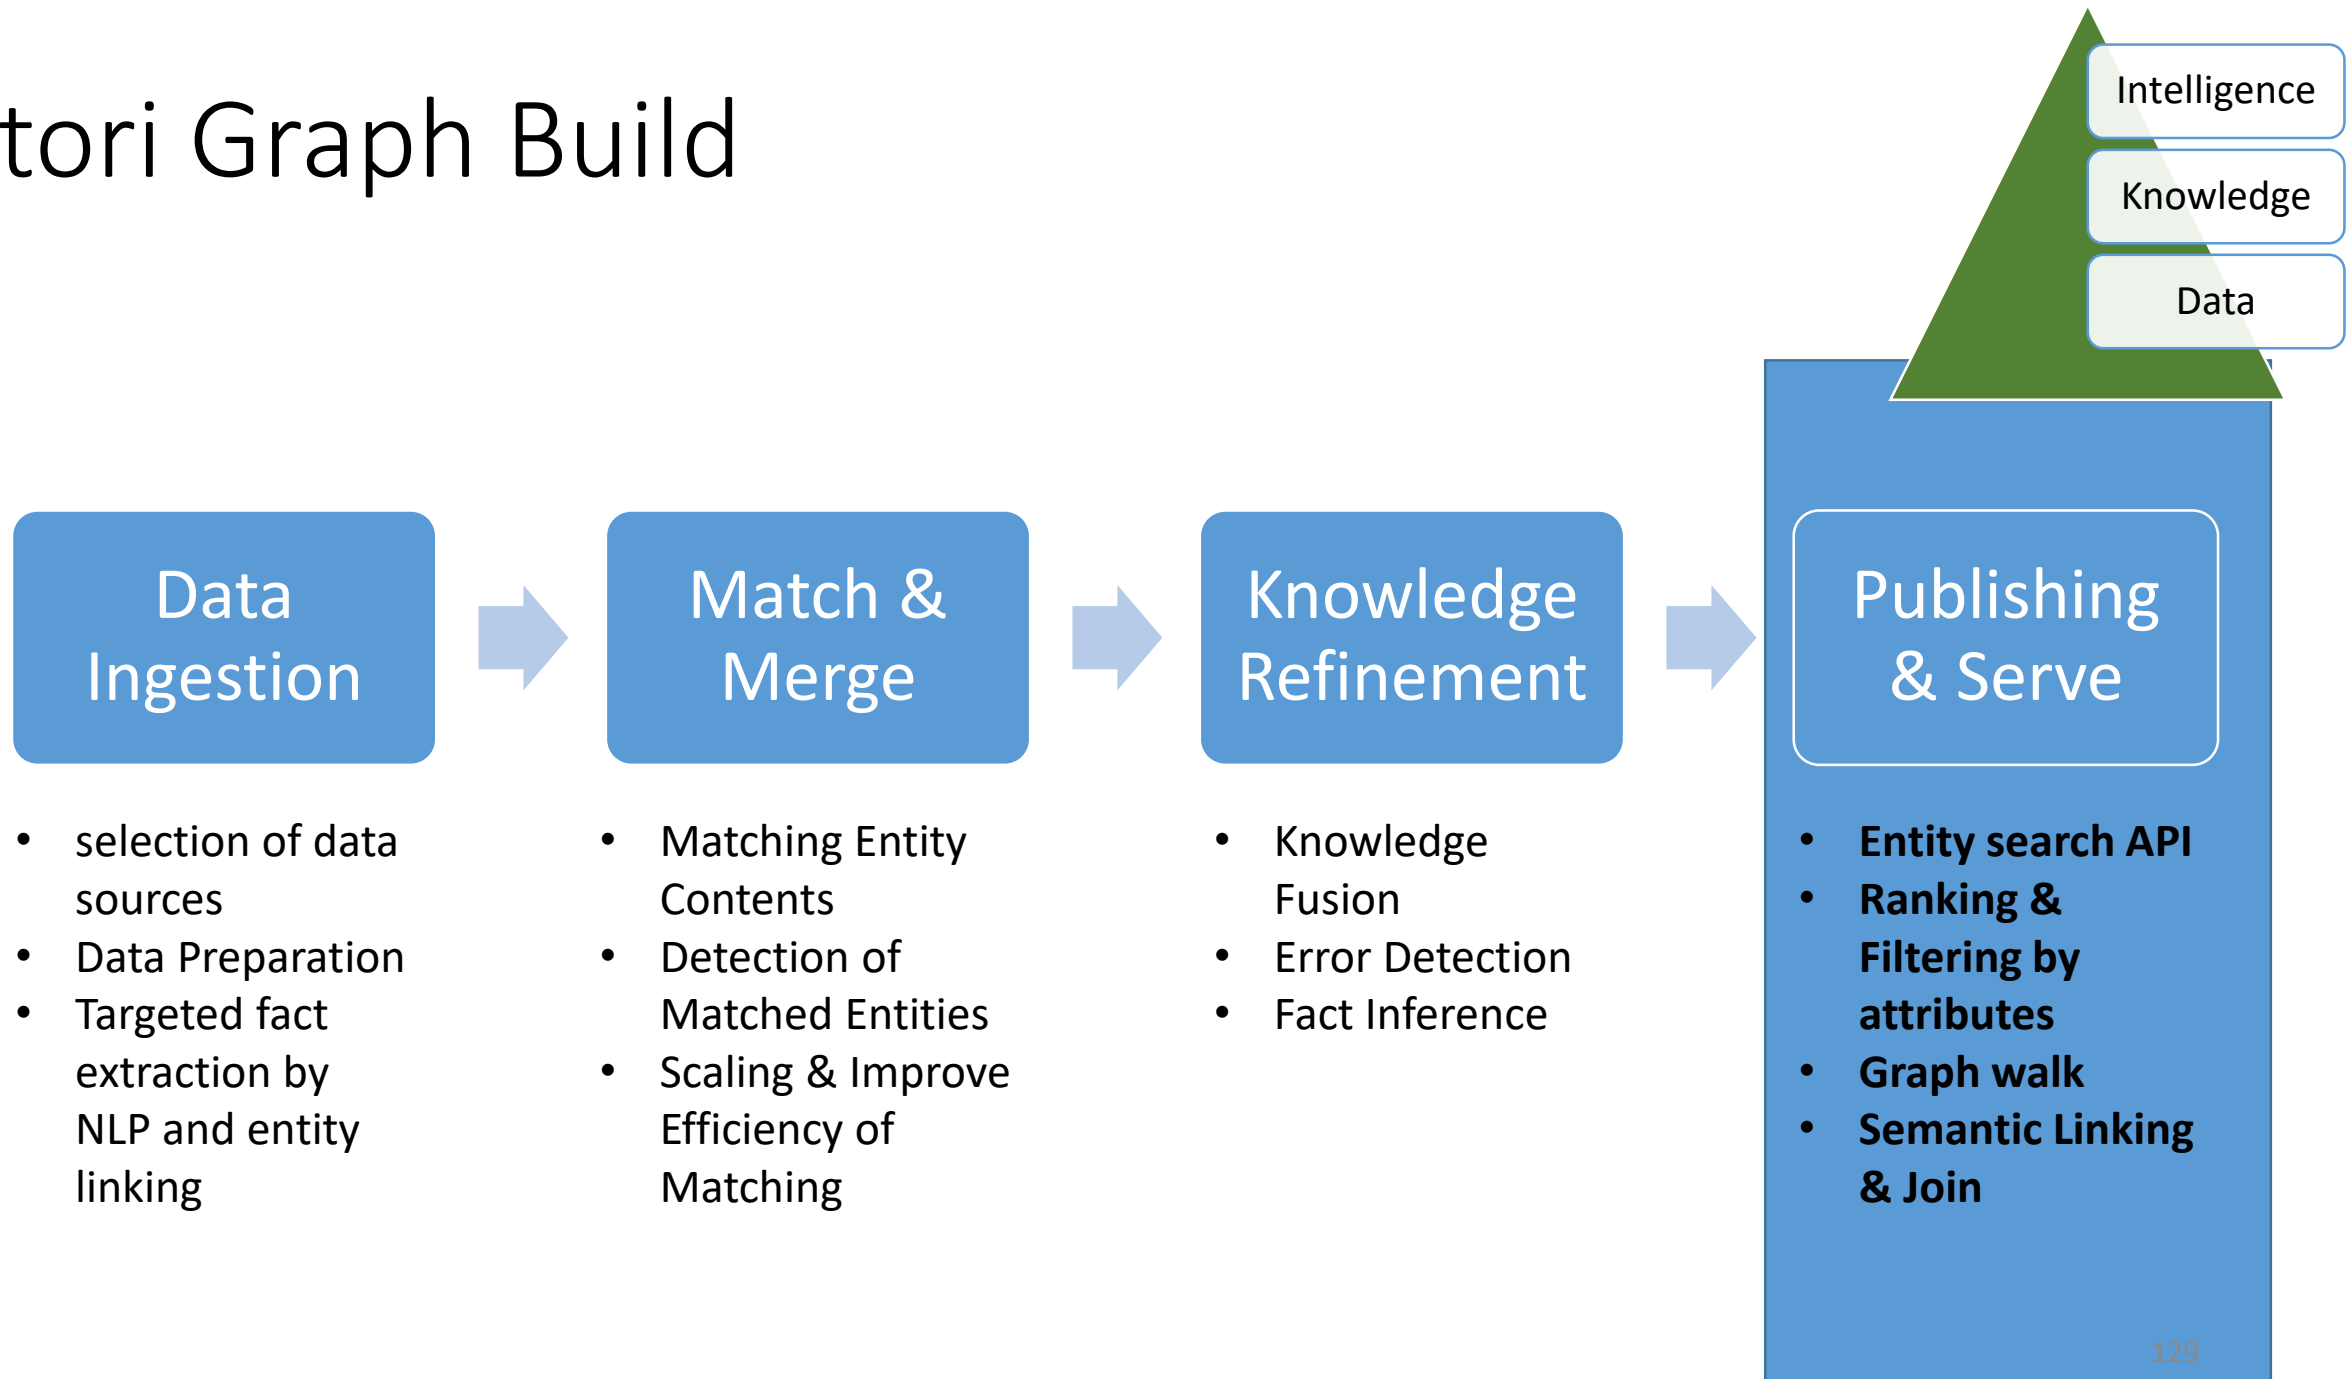 tori Graph Build
Intelligence
Knowledge
Data
Data
Ingestion
• selection of data
sources
• Data Preparation
• Targeted fact
extraction by
NLP and entity
linking
Match &
Merge
• Matching Entity
Contents
• Detection of
Matched Entities
• Scaling & Improve
Efficiency of
Matching
Knowledge
Refinement
• Knowledge
Fusion
• Error Detection
• Fact Inference
Publishing
& Serve
• Entity search API
• Ranking &
Filtering by
attributes
• Graph walk
• Semantic Linking
& Join
129